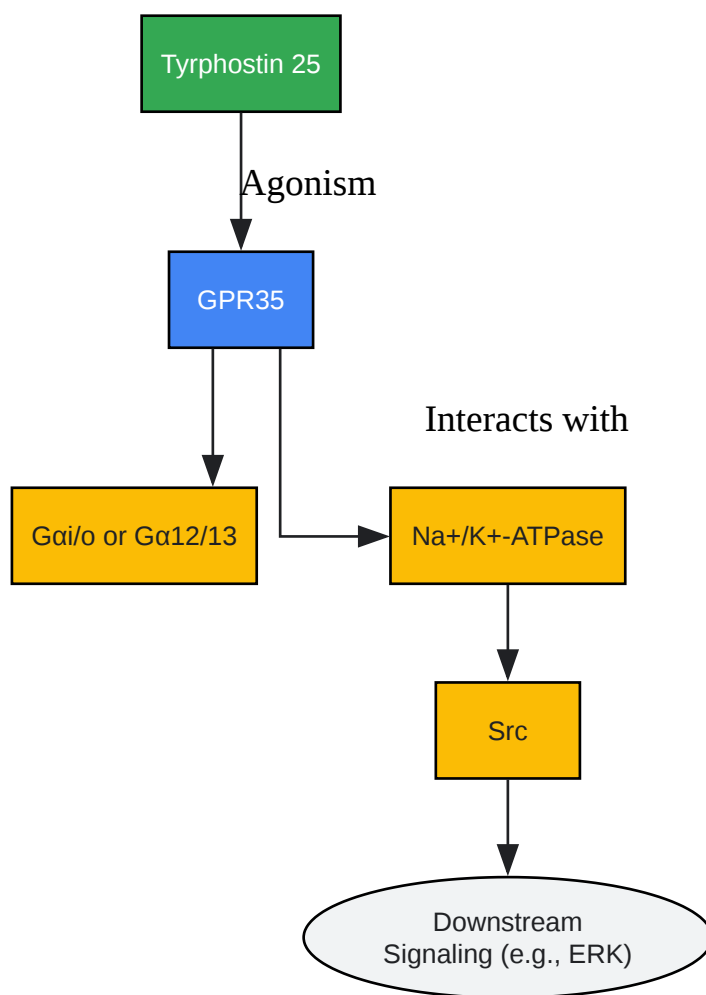 Tyrphostin 25
Agonism
GPR35
Interacts with
Gαi/o or Gα12/13
Na+/K+-ATPase
Src
Downstream
Signaling (e.g., ERK)